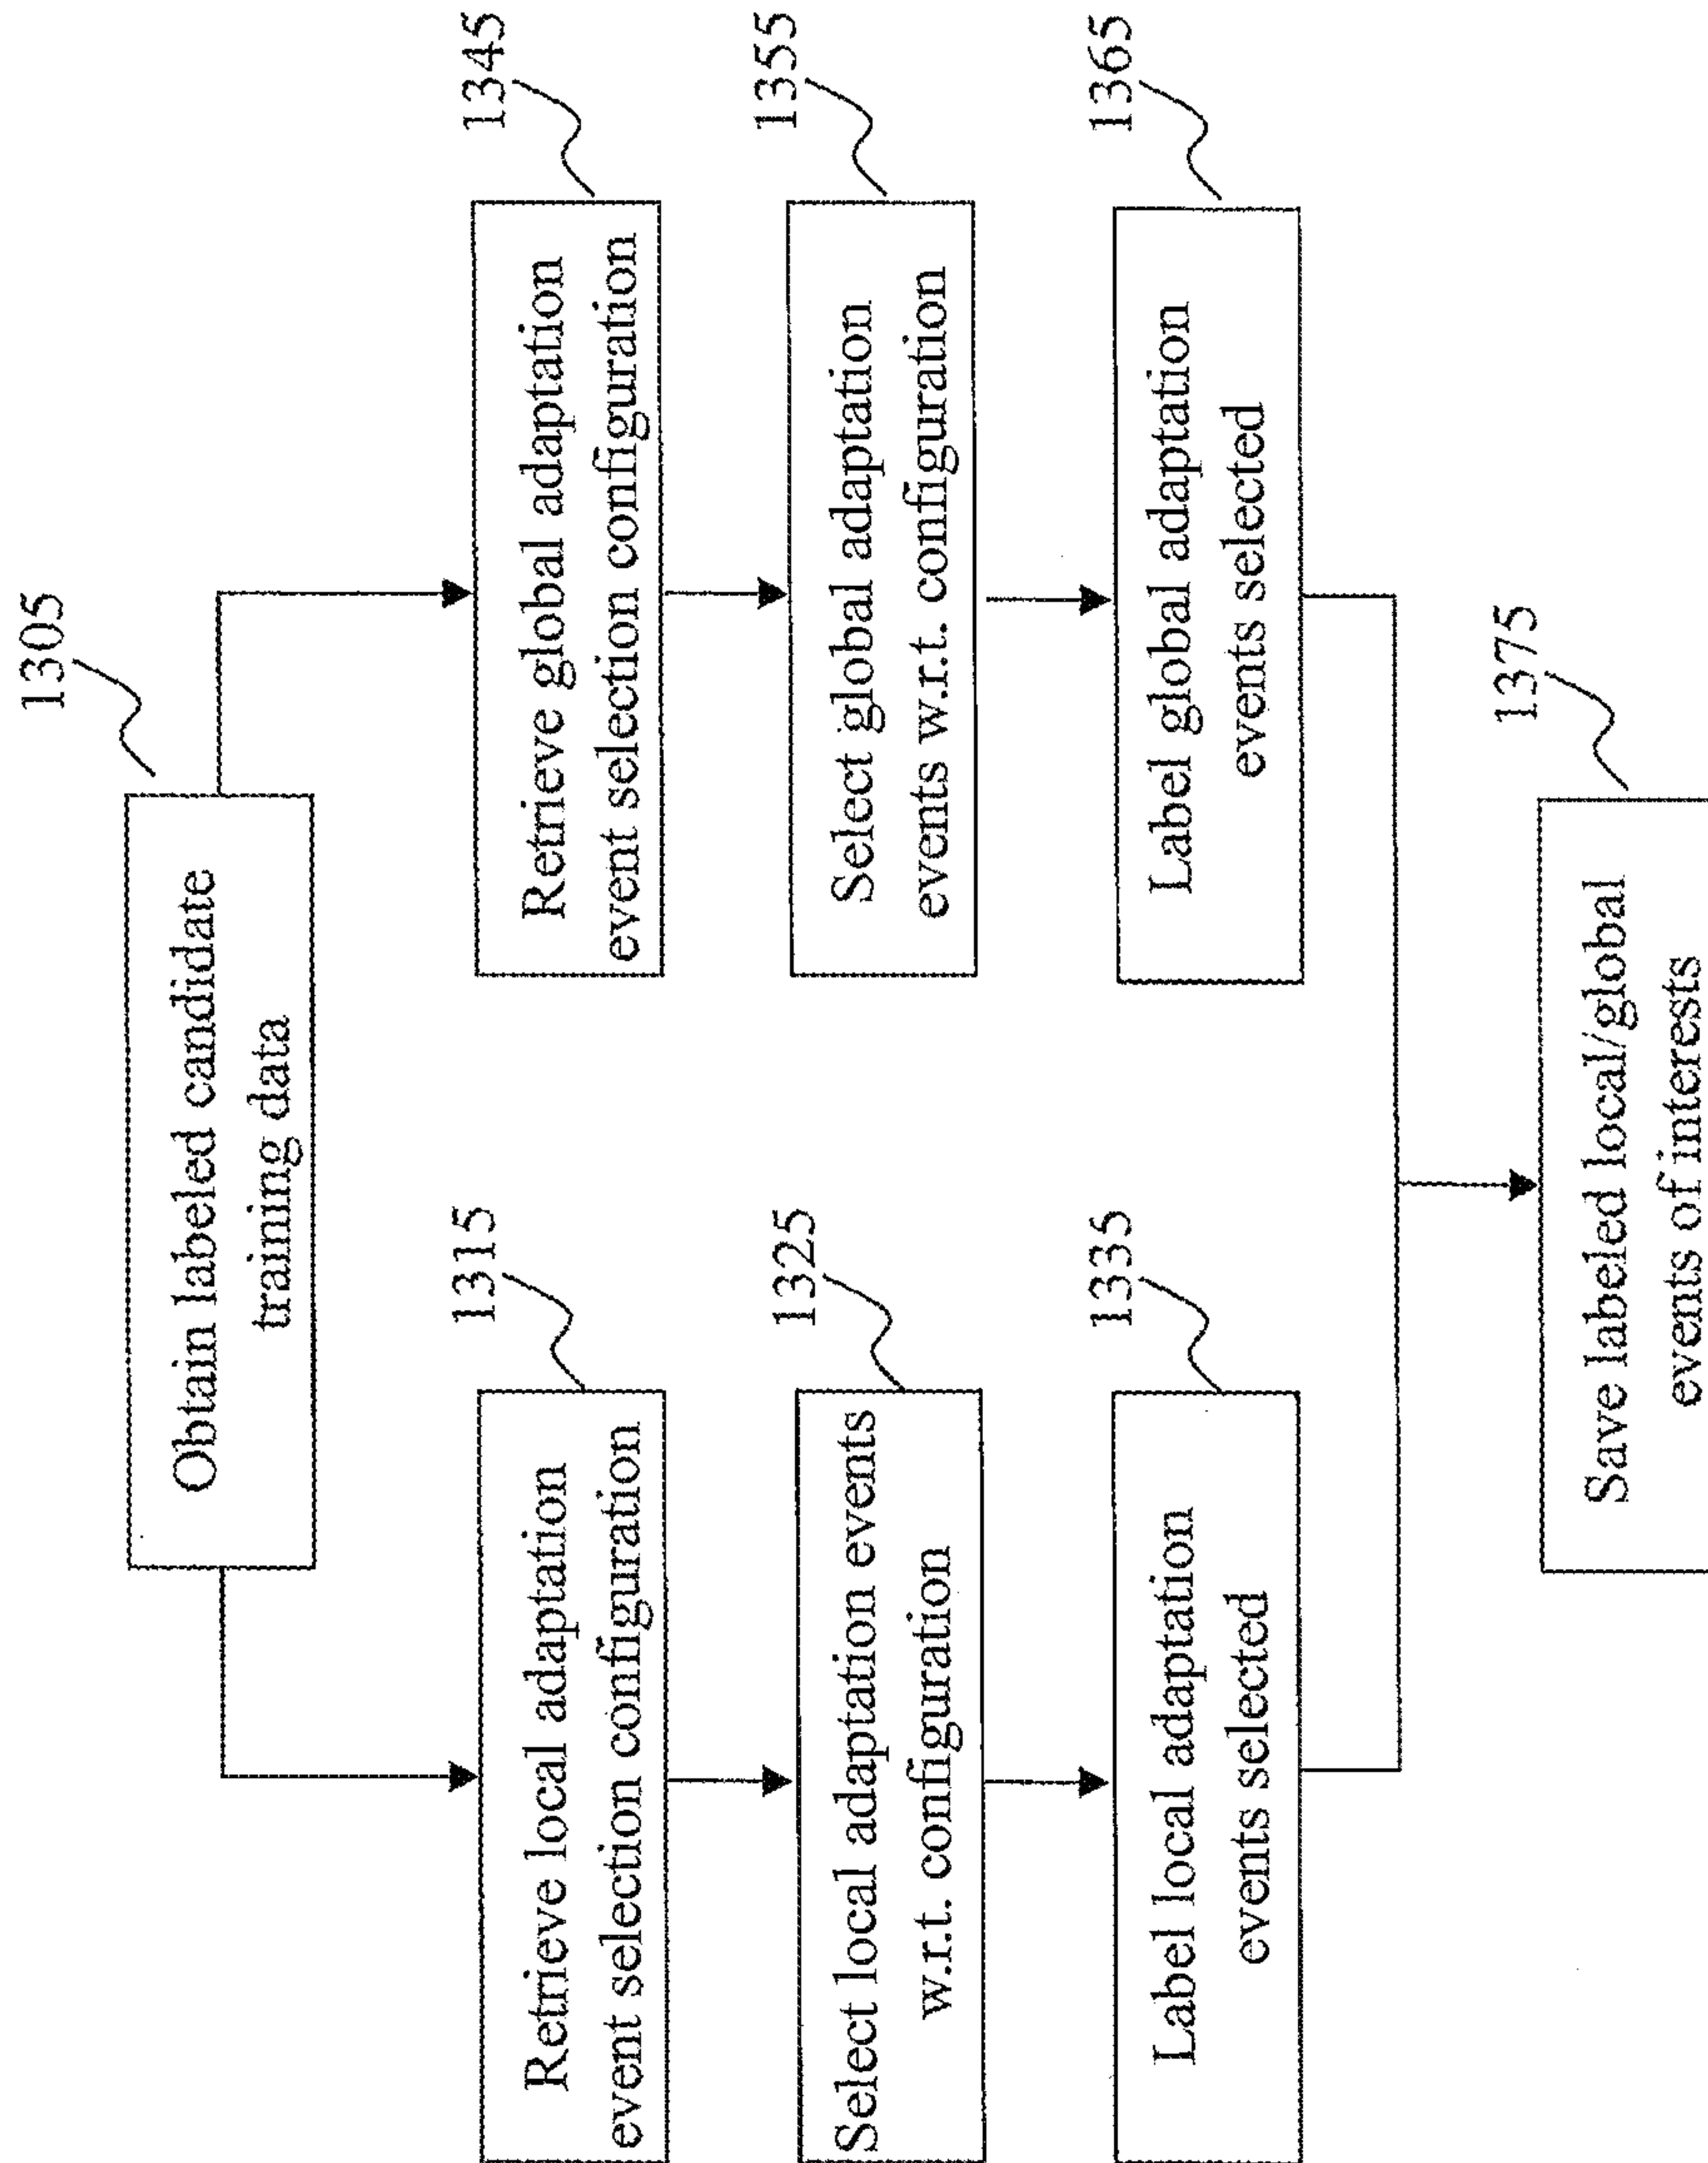 1305
Obtain labeled candidate
training data
1315
Retrieve local adaptation
event selection configuration
1345
Retrieve global adaptation
event selection configuration
1325
Select local adaptation events
w.r.t. configuration
1355
Select global adaptation
events w.r.t. configuration
1335
Label local adaptation
events selected
1365
Label global adaptation
events selected
1375
Save labeled local/global
events of interests